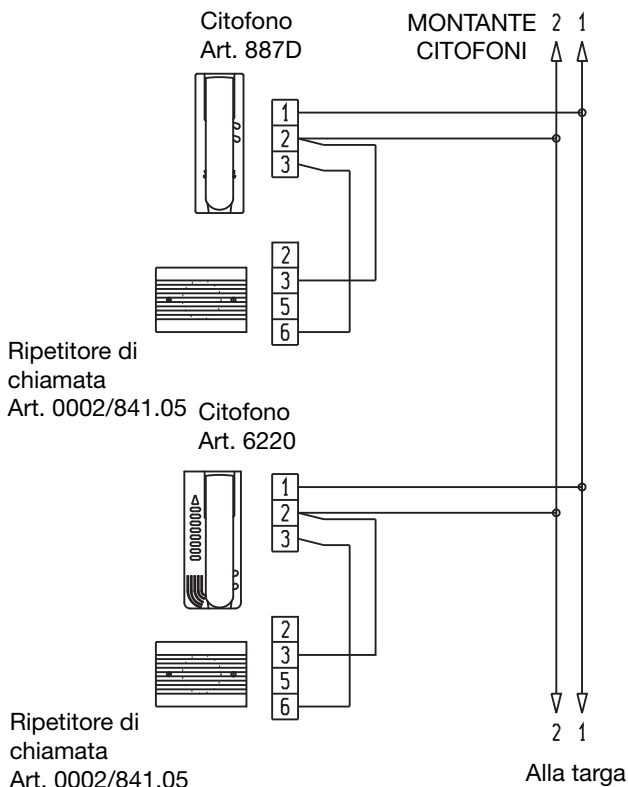 Citofono
Art. 887D
MONTANTE
CITOFONI
2 1
1
2
3
2
3
5
6
Ripetitore di
chiamata
Art. 0002/841.05
Citofono
Art. 6220
1
2
3
2
3
5
6
Ripetitore di
chiamata
Art. 0002/841.05
2 1
Alla targa